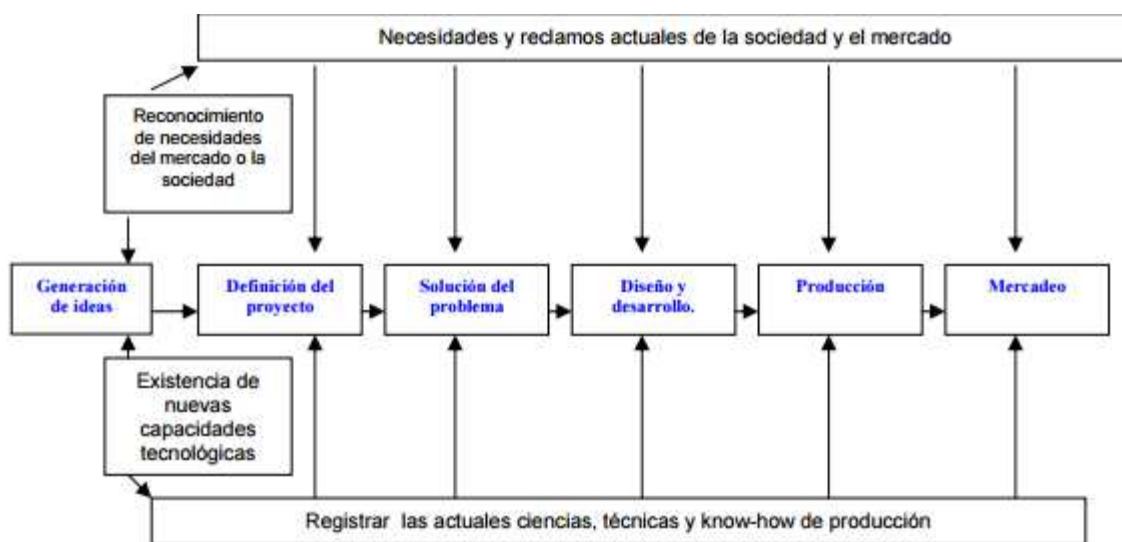 Necesidades y reclamos actuales de la sociedad y el mercado
Reconocimiento
de necesidades
del mercado o la
sociedad
Generación
de ideas
Definición del
proyecto
Solución del
problema
Diseño y
desarrollo.
Producción
Mercadeo
Existencia de
nuevas
capacidades
tecnológicas
Registrar las actuales ciencias, técnicas y know-how de producción